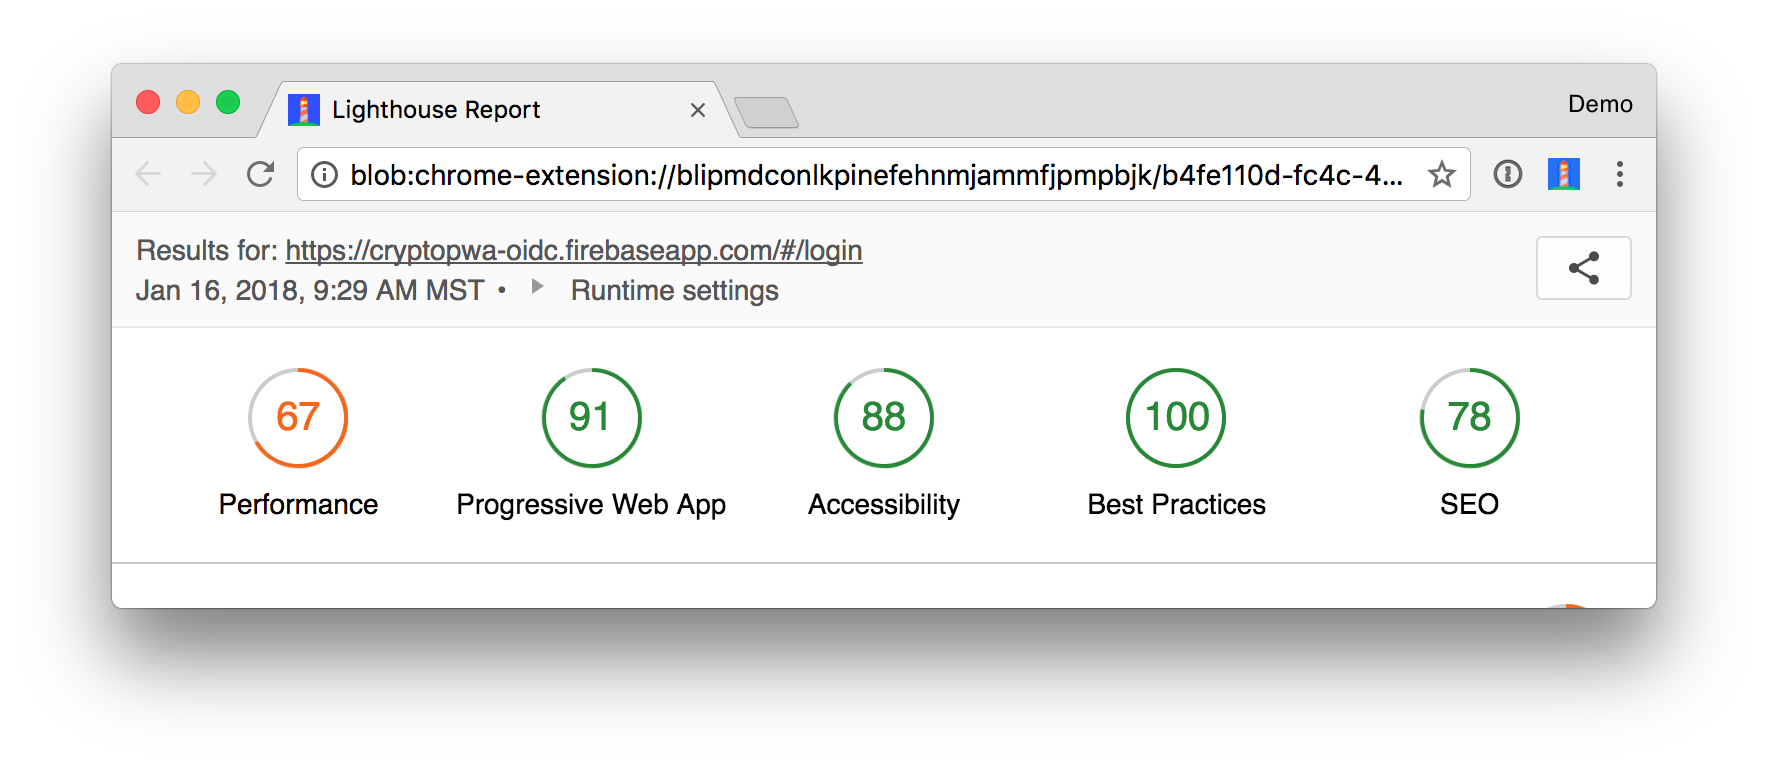 Lighthouse Report
Demo
blob:chrome-extension://blipmdconlkpinefehnmjammfjpmpbjk/b4fe110d-fc4c-4...
Results for: https://cryptopwa-oidc.firebaseapp.com/#/login
Jan 16, 2018, 9:29 AM MST • Runtime settings
67 91 88 100 78
Performance Progressive Web App Accessibility Best Practices SEO